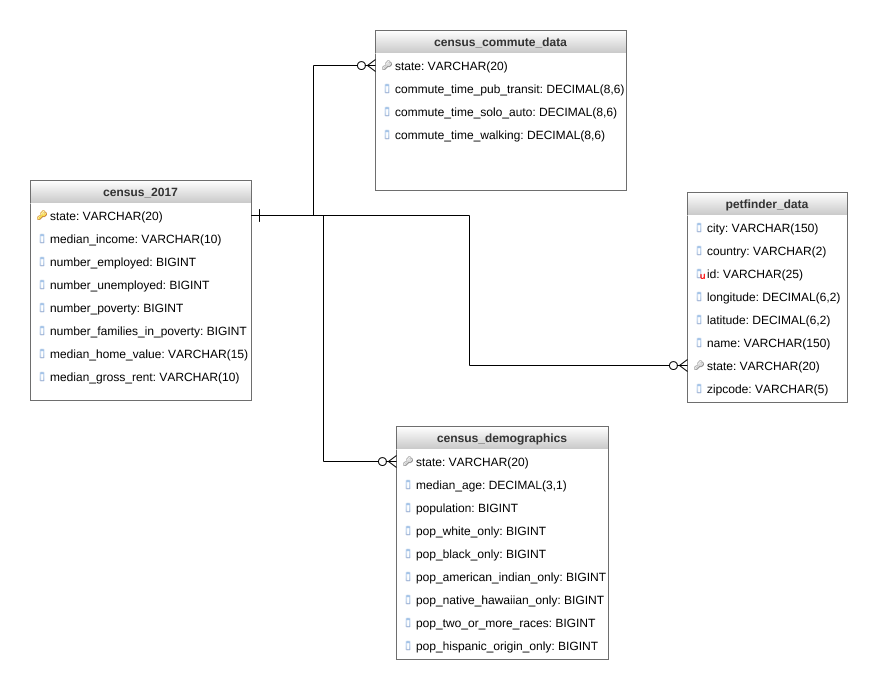 census_commute_data
state: VARCHAR(20)
commute_time_pub_transit: DECIMAL(8,6)
commute_time_solo_auto: DECIMAL(8,6)
commute_time_walking: DECIMAL(8,6)
census_2017
state: VARCHAR(20)
median_income: VARCHAR(10)
number_employed: BIGINT
number_unemployed: BIGINT
number_poverty: BIGINT
number_families_in_poverty: BIGINT
median_home_value: VARCHAR(15)
median_gross_rent: VARCHAR(10)
petfinder_data
city: VARCHAR(150)
country: VARCHAR(2)
u id: VARCHAR(25)
longitude: DECIMAL(6,2)
latitude: DECIMAL(6,2)
name: VARCHAR(150)
state: VARCHAR(20)
zipcode: VARCHAR(5)
census_demographics
state: VARCHAR(20)
median_age: DECIMAL(3,1)
population: BIGINT
pop_white_only: BIGINT
pop_black_only: BIGINT
pop_american_indian_only: BIGINT
pop_native_hawaiian_only: BIGINT
pop_two_or_more_races: BIGINT
pop_hispanic_origin_only: BIGINT